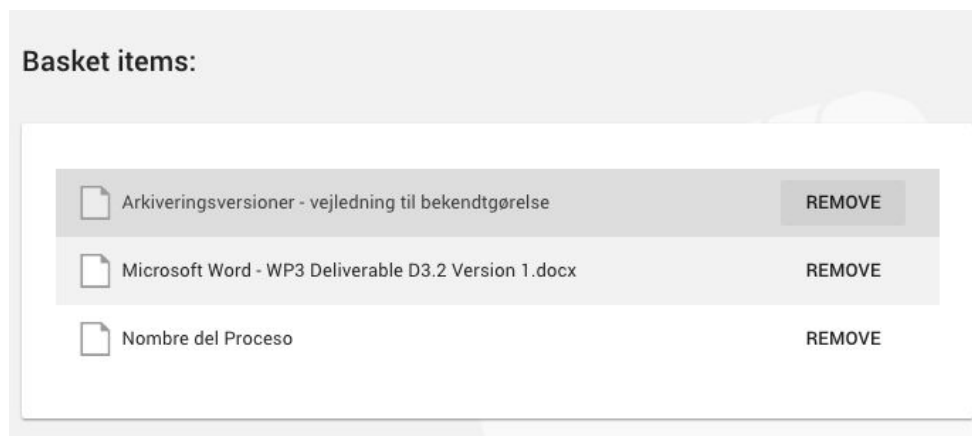 Basket items:
Arkiveringsversioner - vejledning til bekendtgørelse REMOVE
Microsoft Word - WP3 Deliverable D3.2 Version 1.docx REMOVE
Nombre del Proceso REMOVE